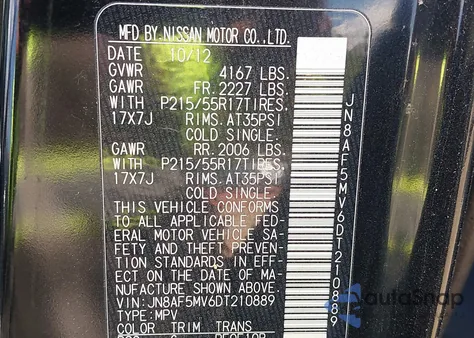 MFD BY NISSAN MOTOR CO.,LTD.
DATE 10/12
GVWR 4167 LBS.
GAWR FR. 2227 LBS.
WITH P215/55R17TIRES.
17X7J RIMS. AT35PSI
COLD SINGLE.
GAWR RR. 2006 LBS.
WITH P215/55R17TIRES.
17X7J RIMS. AT35PSI
COLD SINGLE.
THIS VEHICLE CONFORMS
TO ALL APPLICABLE FED-
ERAL MOTOR VEHICLE SA-
FETY AND THEFT PREVEN-
TION STANDARDS IN EFF-
ECT ON THE DATE OF MA-
NUFACTURE SHOWN ABOVE.
VIN:JN8AF5MV6DT210889
TYPE:MPV
COLOR TRIM TRANS
JN8AF5MV6DT210889
autoSnap